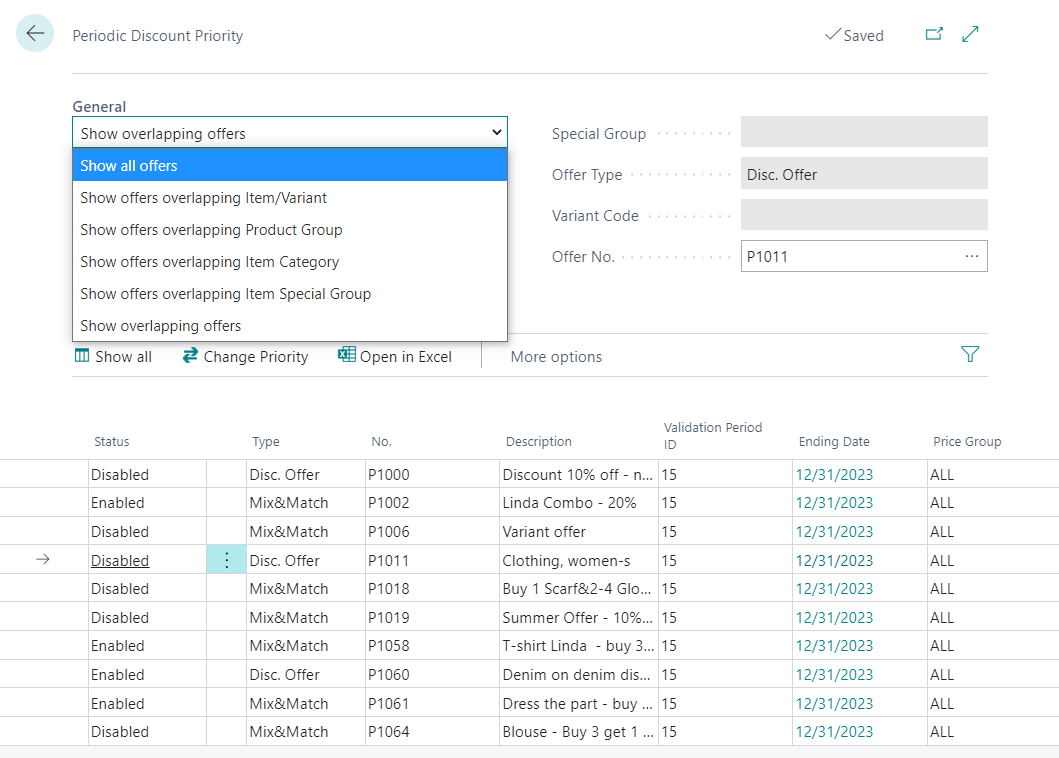 Periodic Discount Priority
Saved
General
Show overlapping offers
Show all offers
Show offers overlapping Item/Variant
Show offers overlapping Product Group
Show offers overlapping Item Category
Show offers overlapping Item Special Group
Show overlapping offers
Special Group
Offer Type Disc. Offer
Variant Code
Offer No. P1011 ...
Show all Change Priority Open in Excel More options
Status Type No. Description Validation Period ID Ending Date Price Group
Disabled Disc. Offer P1000 Discount 10% off - n... 15 12/31/2023 ALL
Enabled Mix&Match P1002 Linda Combo - 20% 15 12/31/2023 ALL
Disabled Mix&Match P1006 Variant offer 15 12/31/2023 ALL
Disabled Disc. Offer P1011 Clothing, women-s 15 12/31/2023 ALL
Disabled Mix&Match P1018 Buy 1 Scarf&2-4 Glo... 15 12/31/2023 ALL
Disabled Mix&Match P1019 Summer Offer - 10%... 15 12/31/2023 ALL
Enabled Mix&Match P1058 T-shirt Linda - buy 3... 15 12/31/2023 ALL
Enabled Disc. Offer P1060 Denim on denim dis... 15 12/31/2023 ALL
Enabled Mix&Match P1061 Dress the part - buy ... 15 12/31/2023 ALL
Disabled Mix&Match P1064 Blouse - Buy 3 get 1 ... 15 12/31/2023 ALL